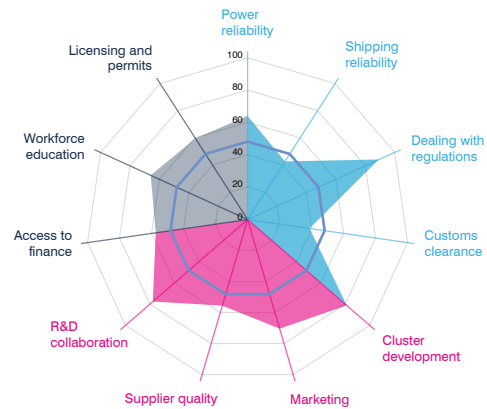 Power
reliability
Shipping
reliability
Dealing with
regulations
Customs
clearance
Cluster
development
Marketing
Supplier quality
R&D
collaboration
Access to
finance
Workforce
education
Licensing and
permits
100
80
60
40
20
0